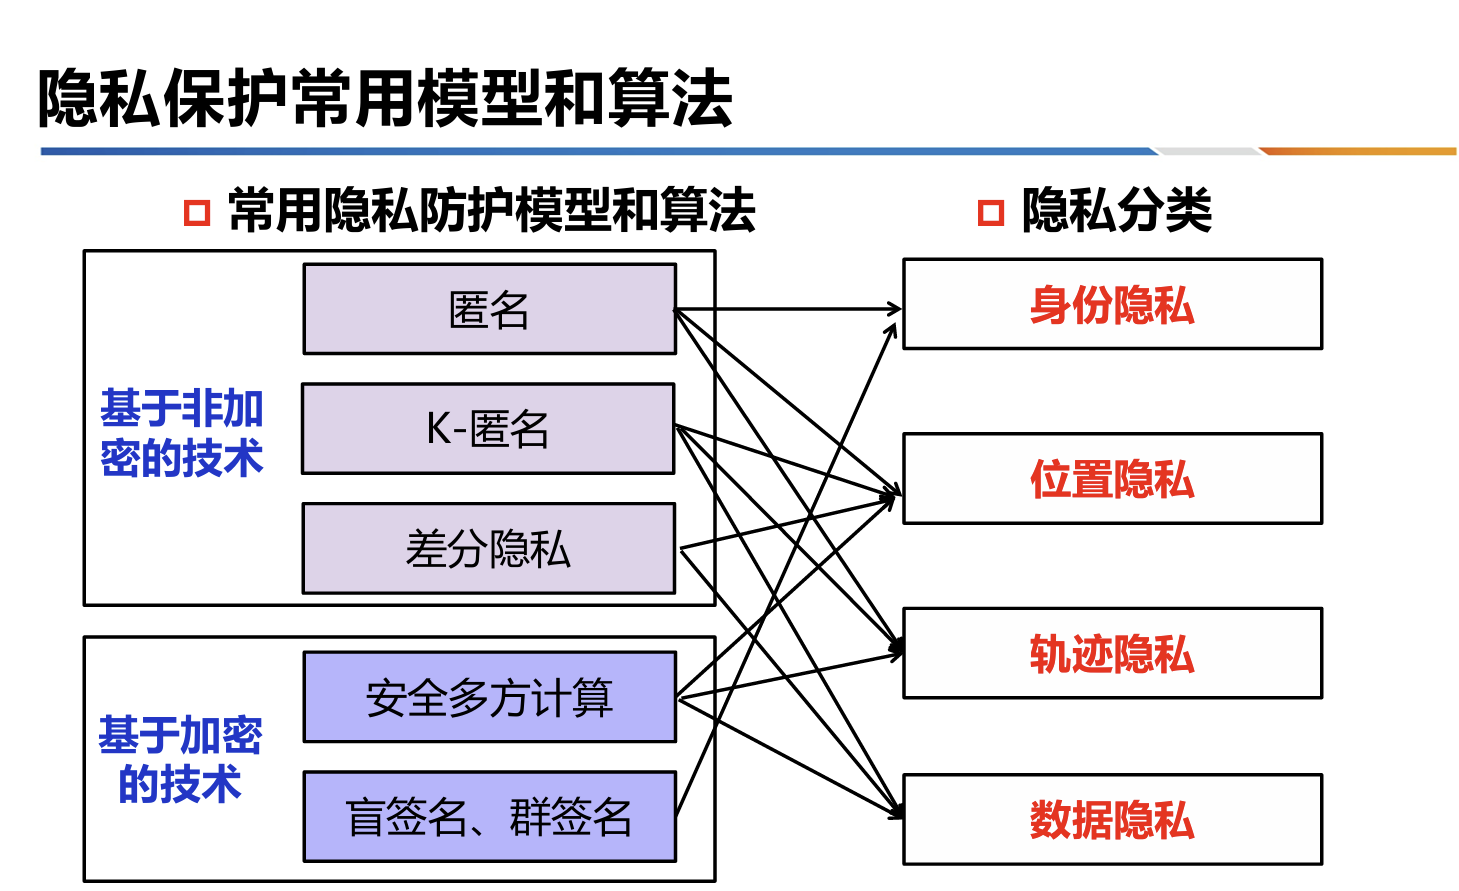 隐私保护常用模型和算法
常用隐私防护模型和算法
隐私分类
基于非加
密的技术
匿名
K-匿名
差分隐私
基于加密
的技术
安全多方计算
盲签名、群签名
身份隐私
位置隐私
轨迹隐私
数据隐私